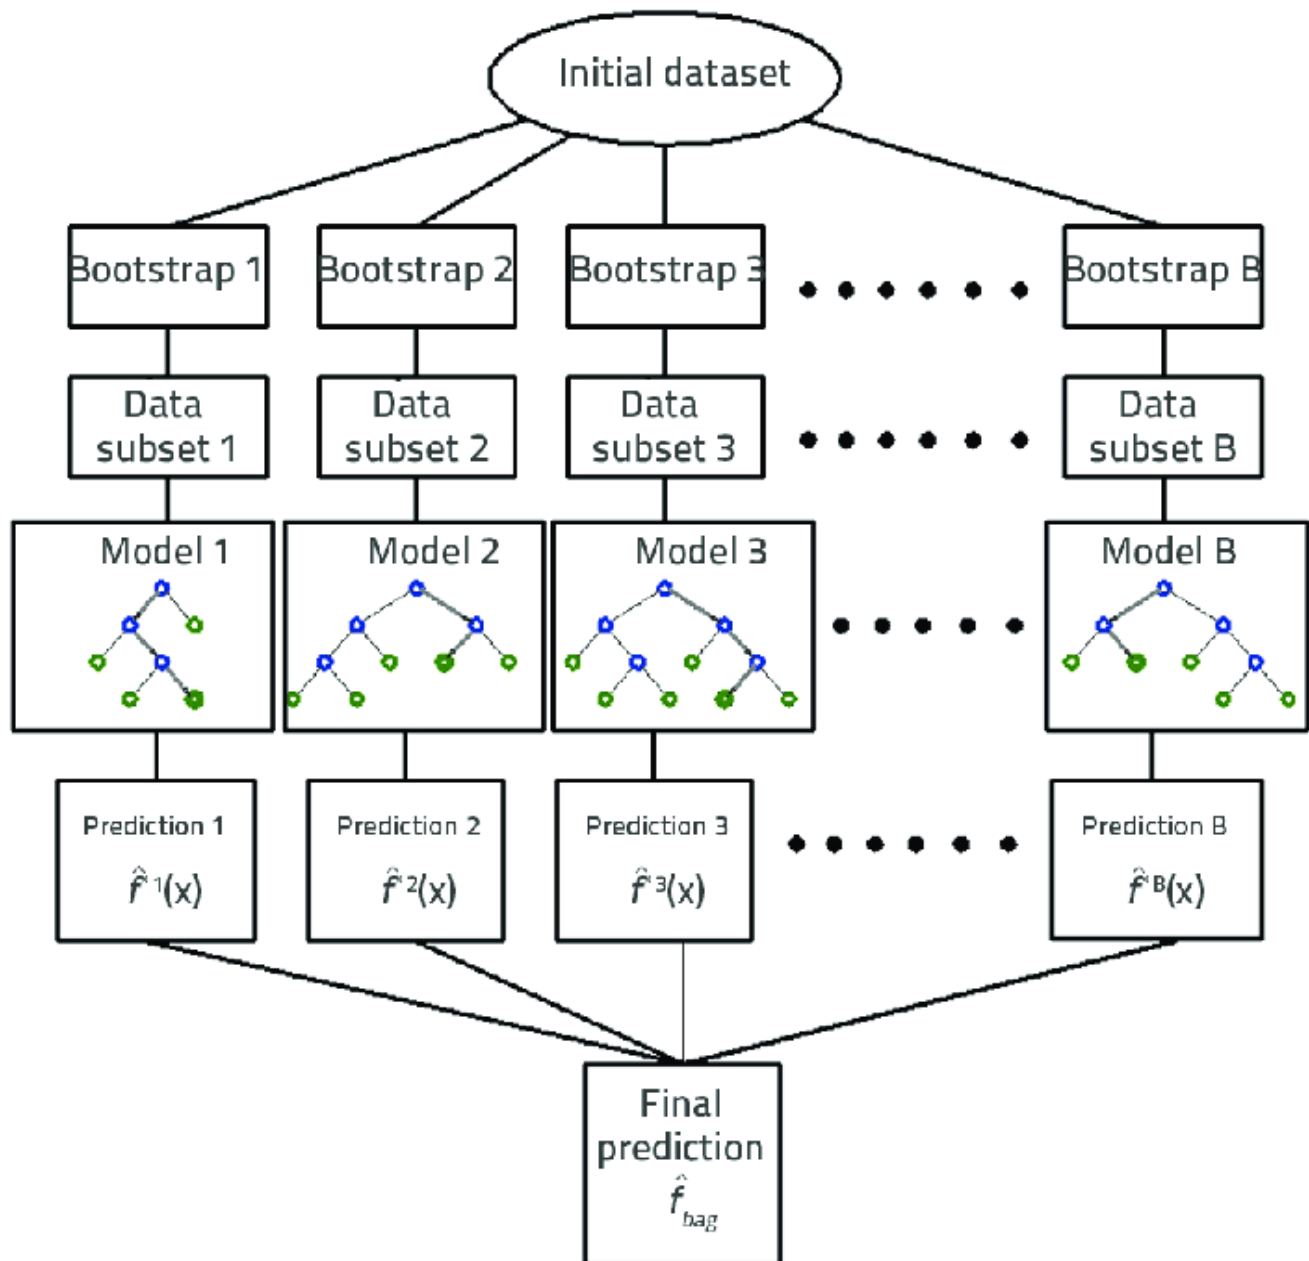 Initial dataset
Bootstrap 1
Bootstrap 2
Bootstrap 3
Bootstrap B
Data
subset 1
Data
subset 2
Data
subset 3
Data
subset B
Model 1
Model 2
Model 3
Model B
Prediction 1
f̂'¹(x)
Prediction 2
f̂'²(x)
Prediction 3
f̂'³(x)
Prediction B
f̂'ᴮ(x)
Final
prediction
f̂bag